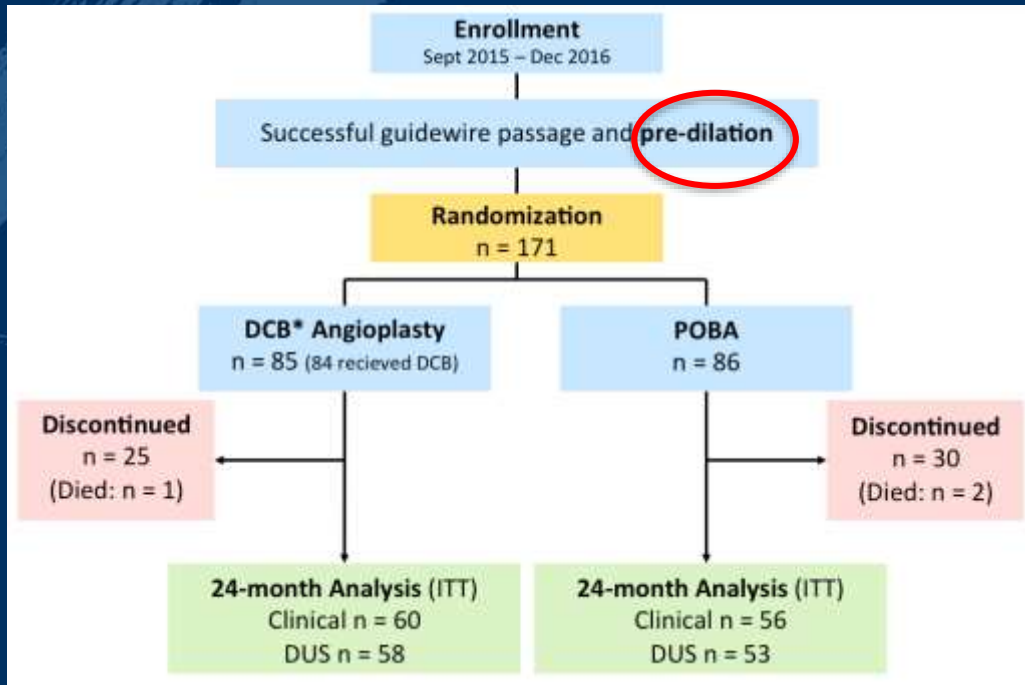 Enrollment
Sept 2015 – Dec 2016
Successful guidewire passage and pre-dilation
Randomization
n = 171
DCB* Angioplasty
n = 85 (84 recieved DCB)
POBA
n = 86
Discontinued
n = 25
(Died: n = 1)
Discontinued
n = 30
(Died: n = 2)
24-month Analysis (ITT)
Clinical n = 60
DUS n = 58
24-month Analysis (ITT)
Clinical n = 56
DUS n = 53